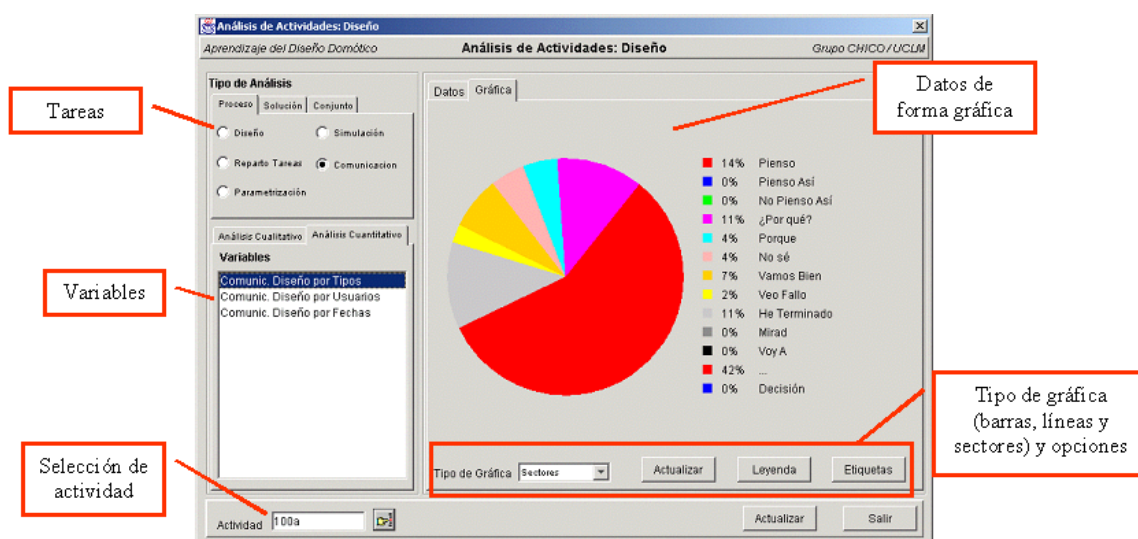 Análisis de Actividades: Diseño
Aprendizaje del Diseño Domótico
Análisis de Actividades: Diseño
Grupo CHICO / UCLM
Tipo de Análisis
Proceso Solución Conjunto
Diseño Simulación
Reparto Tareas Comunicacion
Parametrización
Análisis Cualitativo Análisis Cuantitativo
Variables
Comunic. Diseño por Tipos
Comunic. Diseño por Usuarios
Comunic. Diseño por Fechas
Datos Gráfica
14% Pienso
0% Pienso Así
0% No Pienso Así
11% ¿Por qué?
4% Porque
4% No sé
7% Vamos Bien
2% Veo Fallo
11% He Terminado
0% Mirad
0% Voy A
42% ...
0% Decisión
Tipo de Gráfica Sectores Actualizar Leyenda Etiquetas
Actividad 100a Actualizar Salir
Tareas
Variables
Selección de
actividad
Datos de
forma gráfica
Tipo de gráfica
(barras, líneas y
sectores) y opciones